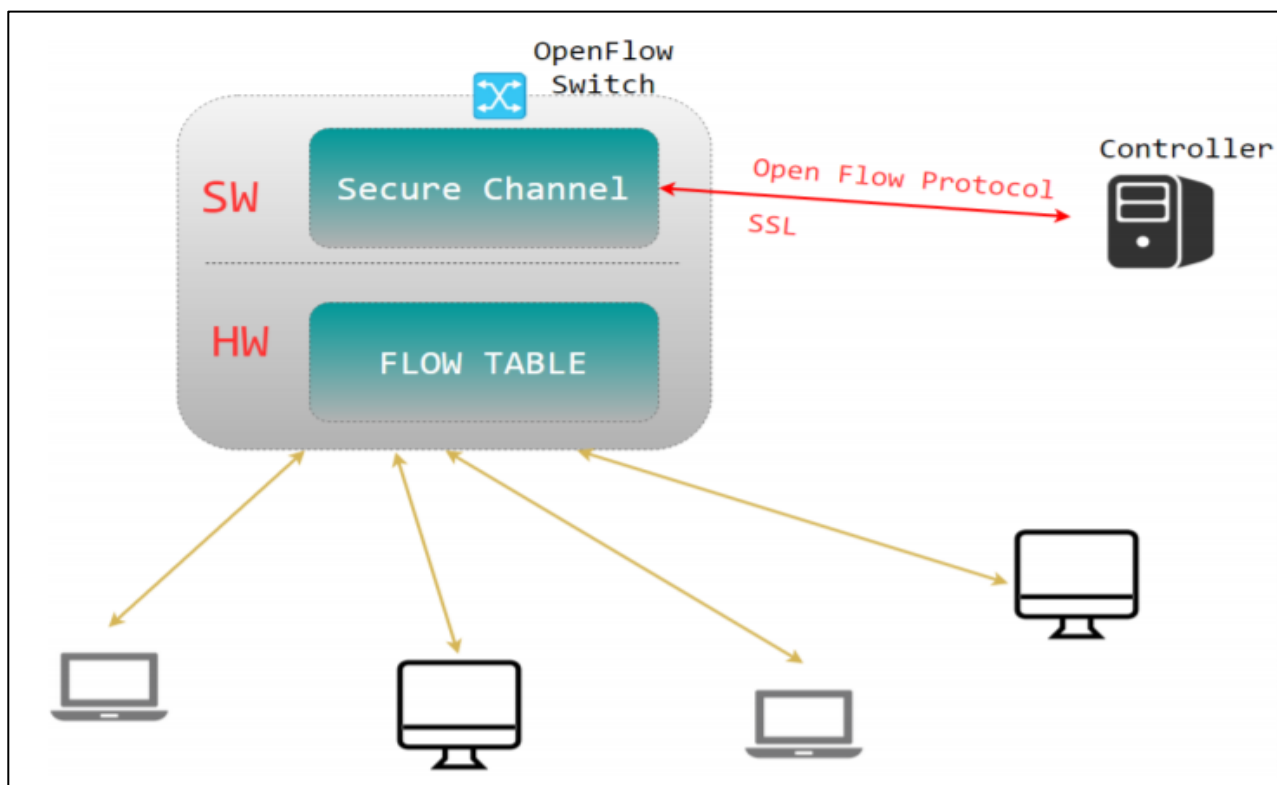 OpenFlow
Switch
SW
Secure Channel
Open Flow Protocol
SSL
Controller
HW
FLOW TABLE